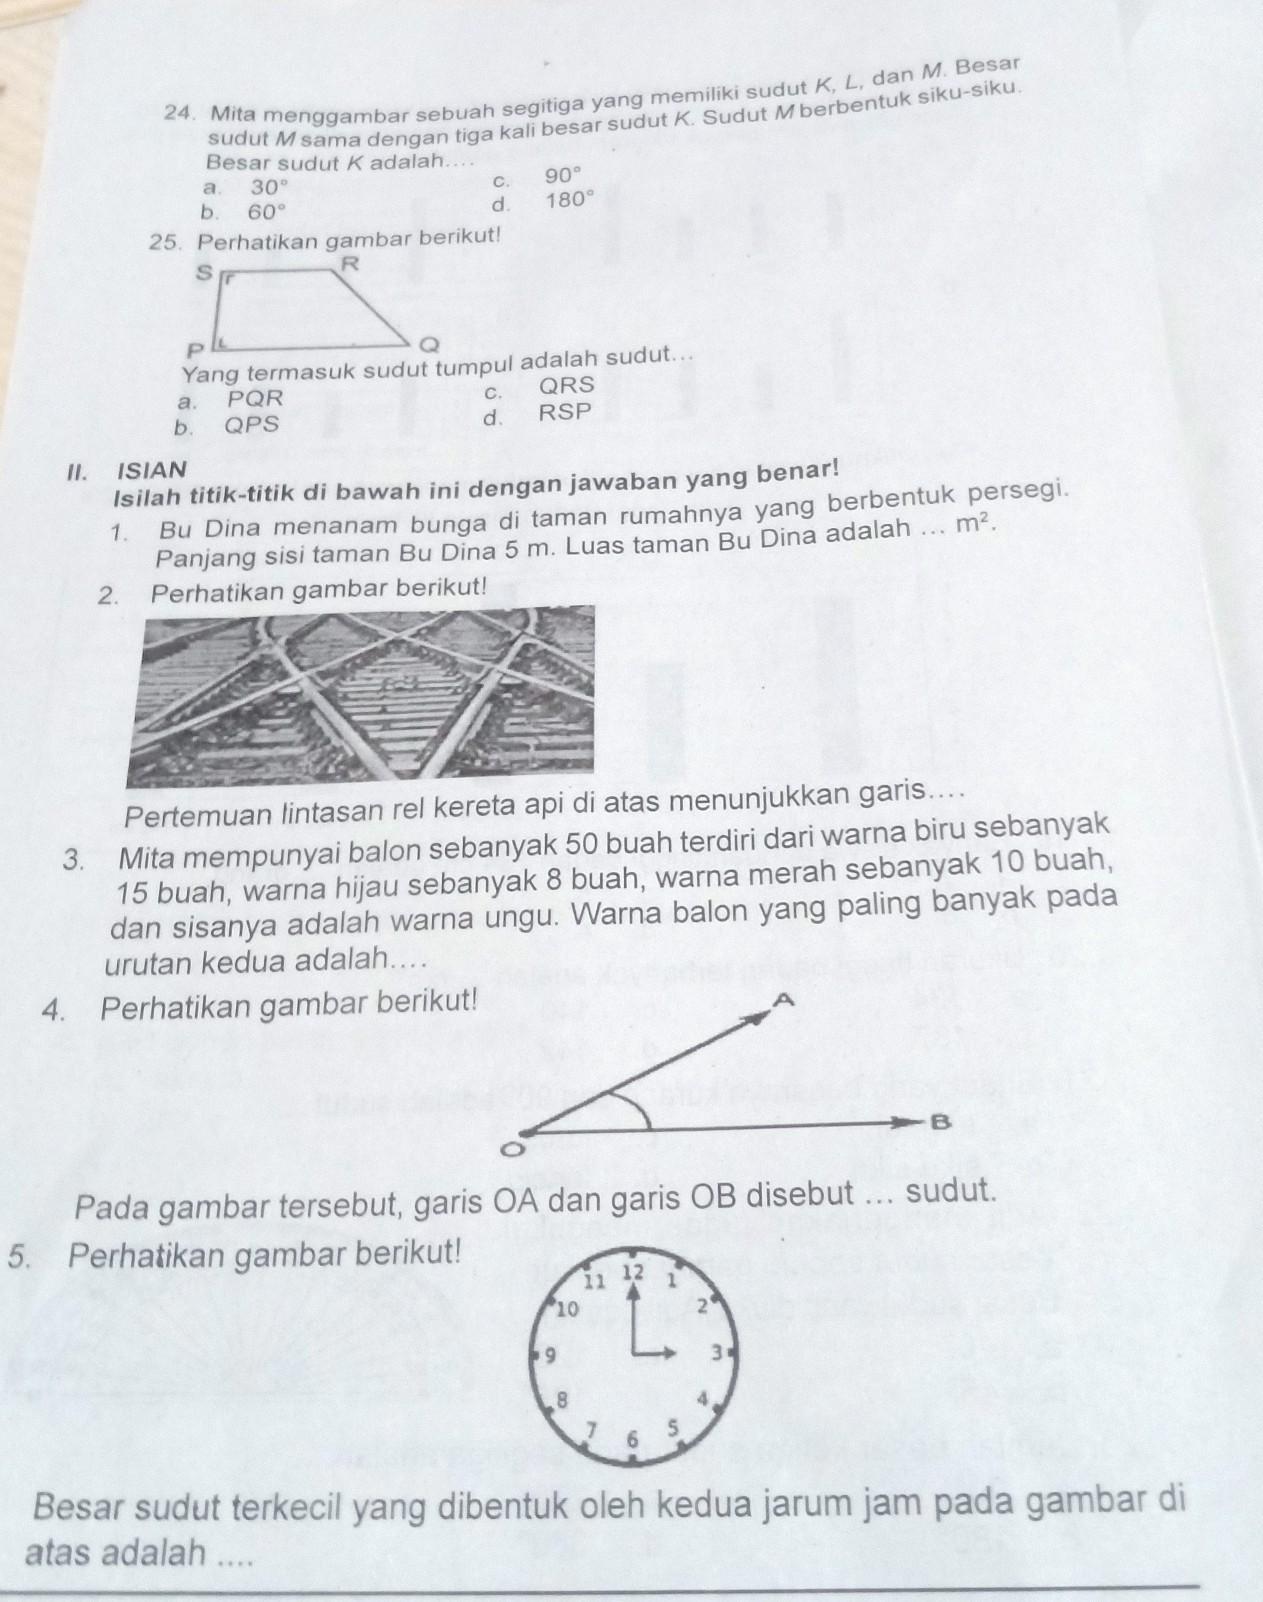 24. Mita menggambar sebuah segitiga yang memiliki sudut K, L, dan M. Besar
sudut M sama dengan tiga kali besar sudut K. Sudut M berbentuk siku-siku.
Besar sudut K adalah....
a. 30° c. 90°
b. 60° d. 180°
25. Perhatikan gambar berikut!
S R
P Q
Yang termasuk sudut tumpul adalah sudut...
a. PQR c. QRS
b. QPS d. RSP
II. ISIAN
Isilah titik-titik di bawah ini dengan jawaban yang benar!
1. Bu Dina menanam bunga di taman rumahnya yang berbentuk persegi.
Panjang sisi taman Bu Dina 5 m. Luas taman Bu Dina adalah ... m².
2. Perhatikan gambar berikut!
Pertemuan lintasan rel kereta api di atas menunjukkan garis....
3. Mita mempunyai balon sebanyak 50 buah terdiri dari warna biru sebanyak
15 buah, warna hijau sebanyak 8 buah, warna merah sebanyak 10 buah,
dan sisanya adalah warna ungu. Warna balon yang paling banyak pada
urutan kedua adalah....
4. Perhatikan gambar berikut!
A
B
O
Pada gambar tersebut, garis OA dan garis OB disebut ... sudut.
5. Perhatikan gambar berikut!
11 12 1
10 2
9 3
8 4
7 6 5
Besar sudut terkecil yang dibentuk oleh kedua jarum jam pada gambar di
atas adalah ....